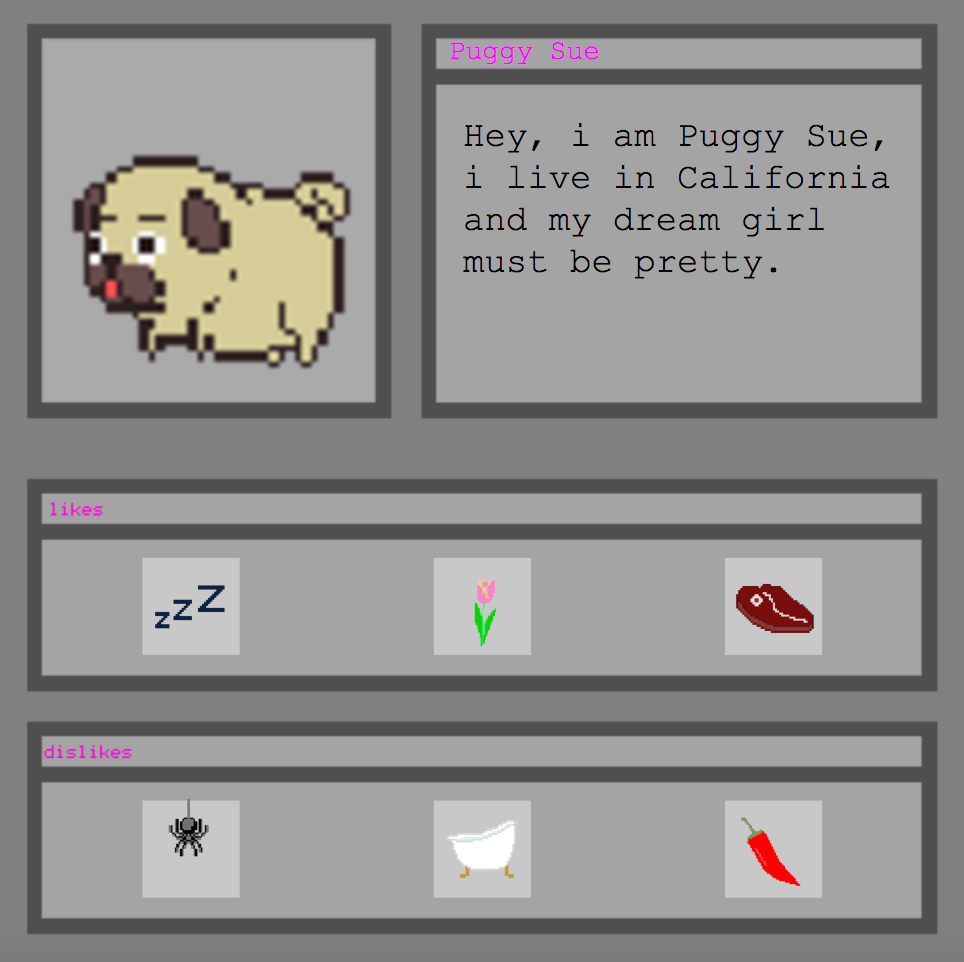 Puggy Sue
Hey, i am Puggy Sue,
i live in California
and my dream girl
must be pretty.
likes
zzZ
dislikes